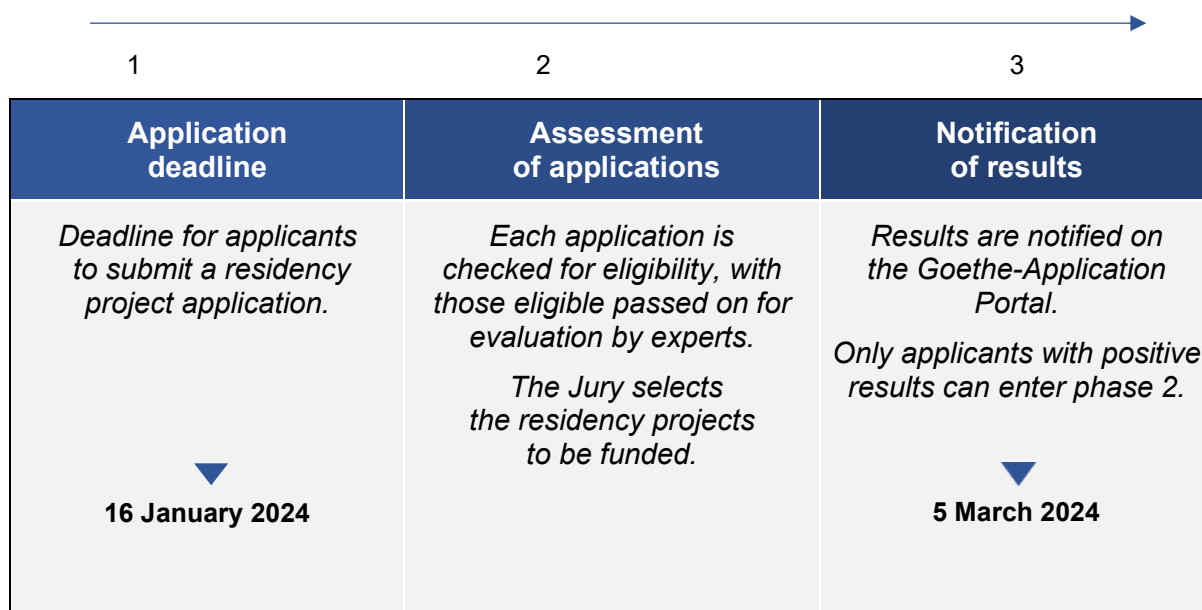 1
2
3
Application
deadline
Assessment
of applications
Notification
of results
Deadline for applicants
to submit a residency
project application.
16 January 2024
Each application is
checked for eligibility, with
those eligible passed on for
evaluation by experts.
The Jury selects
the residency projects
to be funded.
Results are notified on
the Goethe-Application
Portal.
Only applicants with positive
results can enter phase 2.
5 March 2024